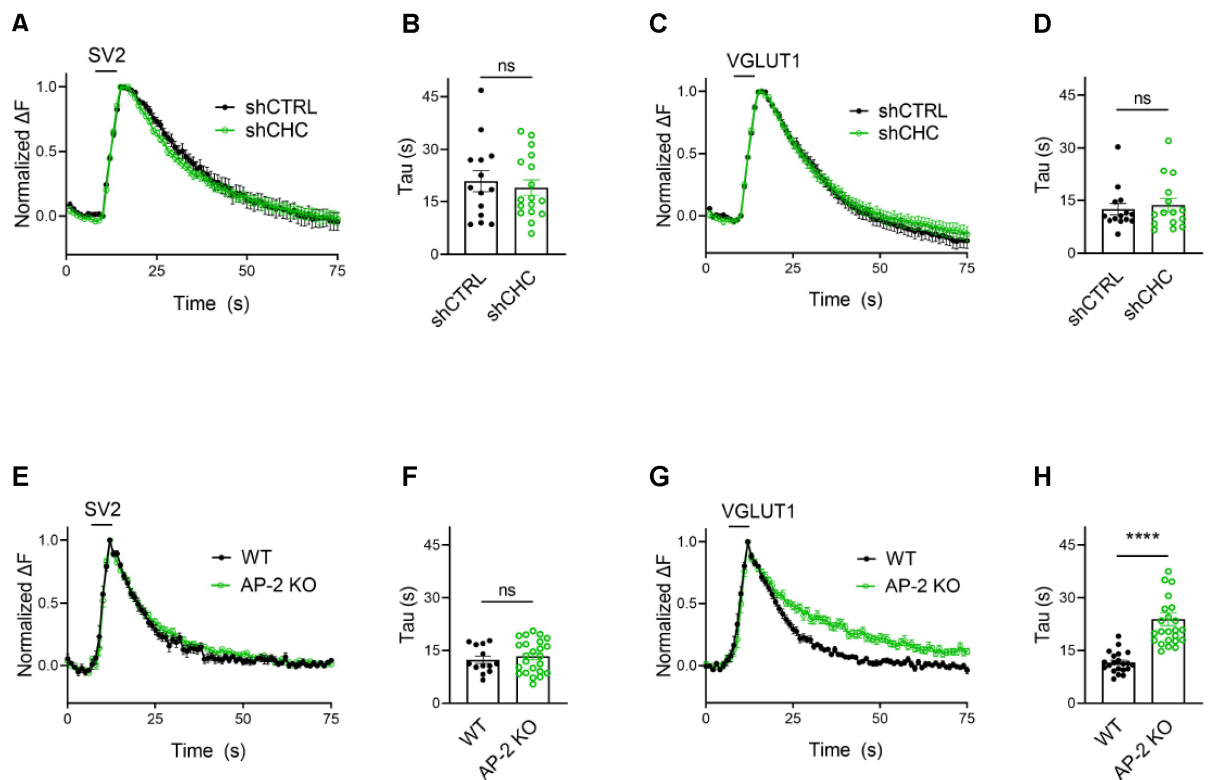 A
SV2
Normalized ΔF
1.0
0.5
0.0
shCTRL
shCHC
0
25
50
75
Time (s)
B
ns
Tau (s)
45
30
15
0
shCTRL
shCHC
C
VGLUT1
Normalized ΔF
1.0
0.5
0.0
shCTRL
shCHC
0
25
50
75
Time (s)
D
ns
Tau (s)
45
30
15
0
shCTRL
shCHC
E
SV2
Normalized ΔF
1.0
0.5
0.0
WT
AP-2 KO
0
25
50
75
Time (s)
F
ns
Tau (s)
45
30
15
0
WT
AP-2 KO
G
VGLUT1
Normalized ΔF
1.0
0.5
0.0
WT
AP-2 KO
0
25
50
75
Time (s)
H
****
Tau (s)
45
30
15
0
WT
AP-2 KO